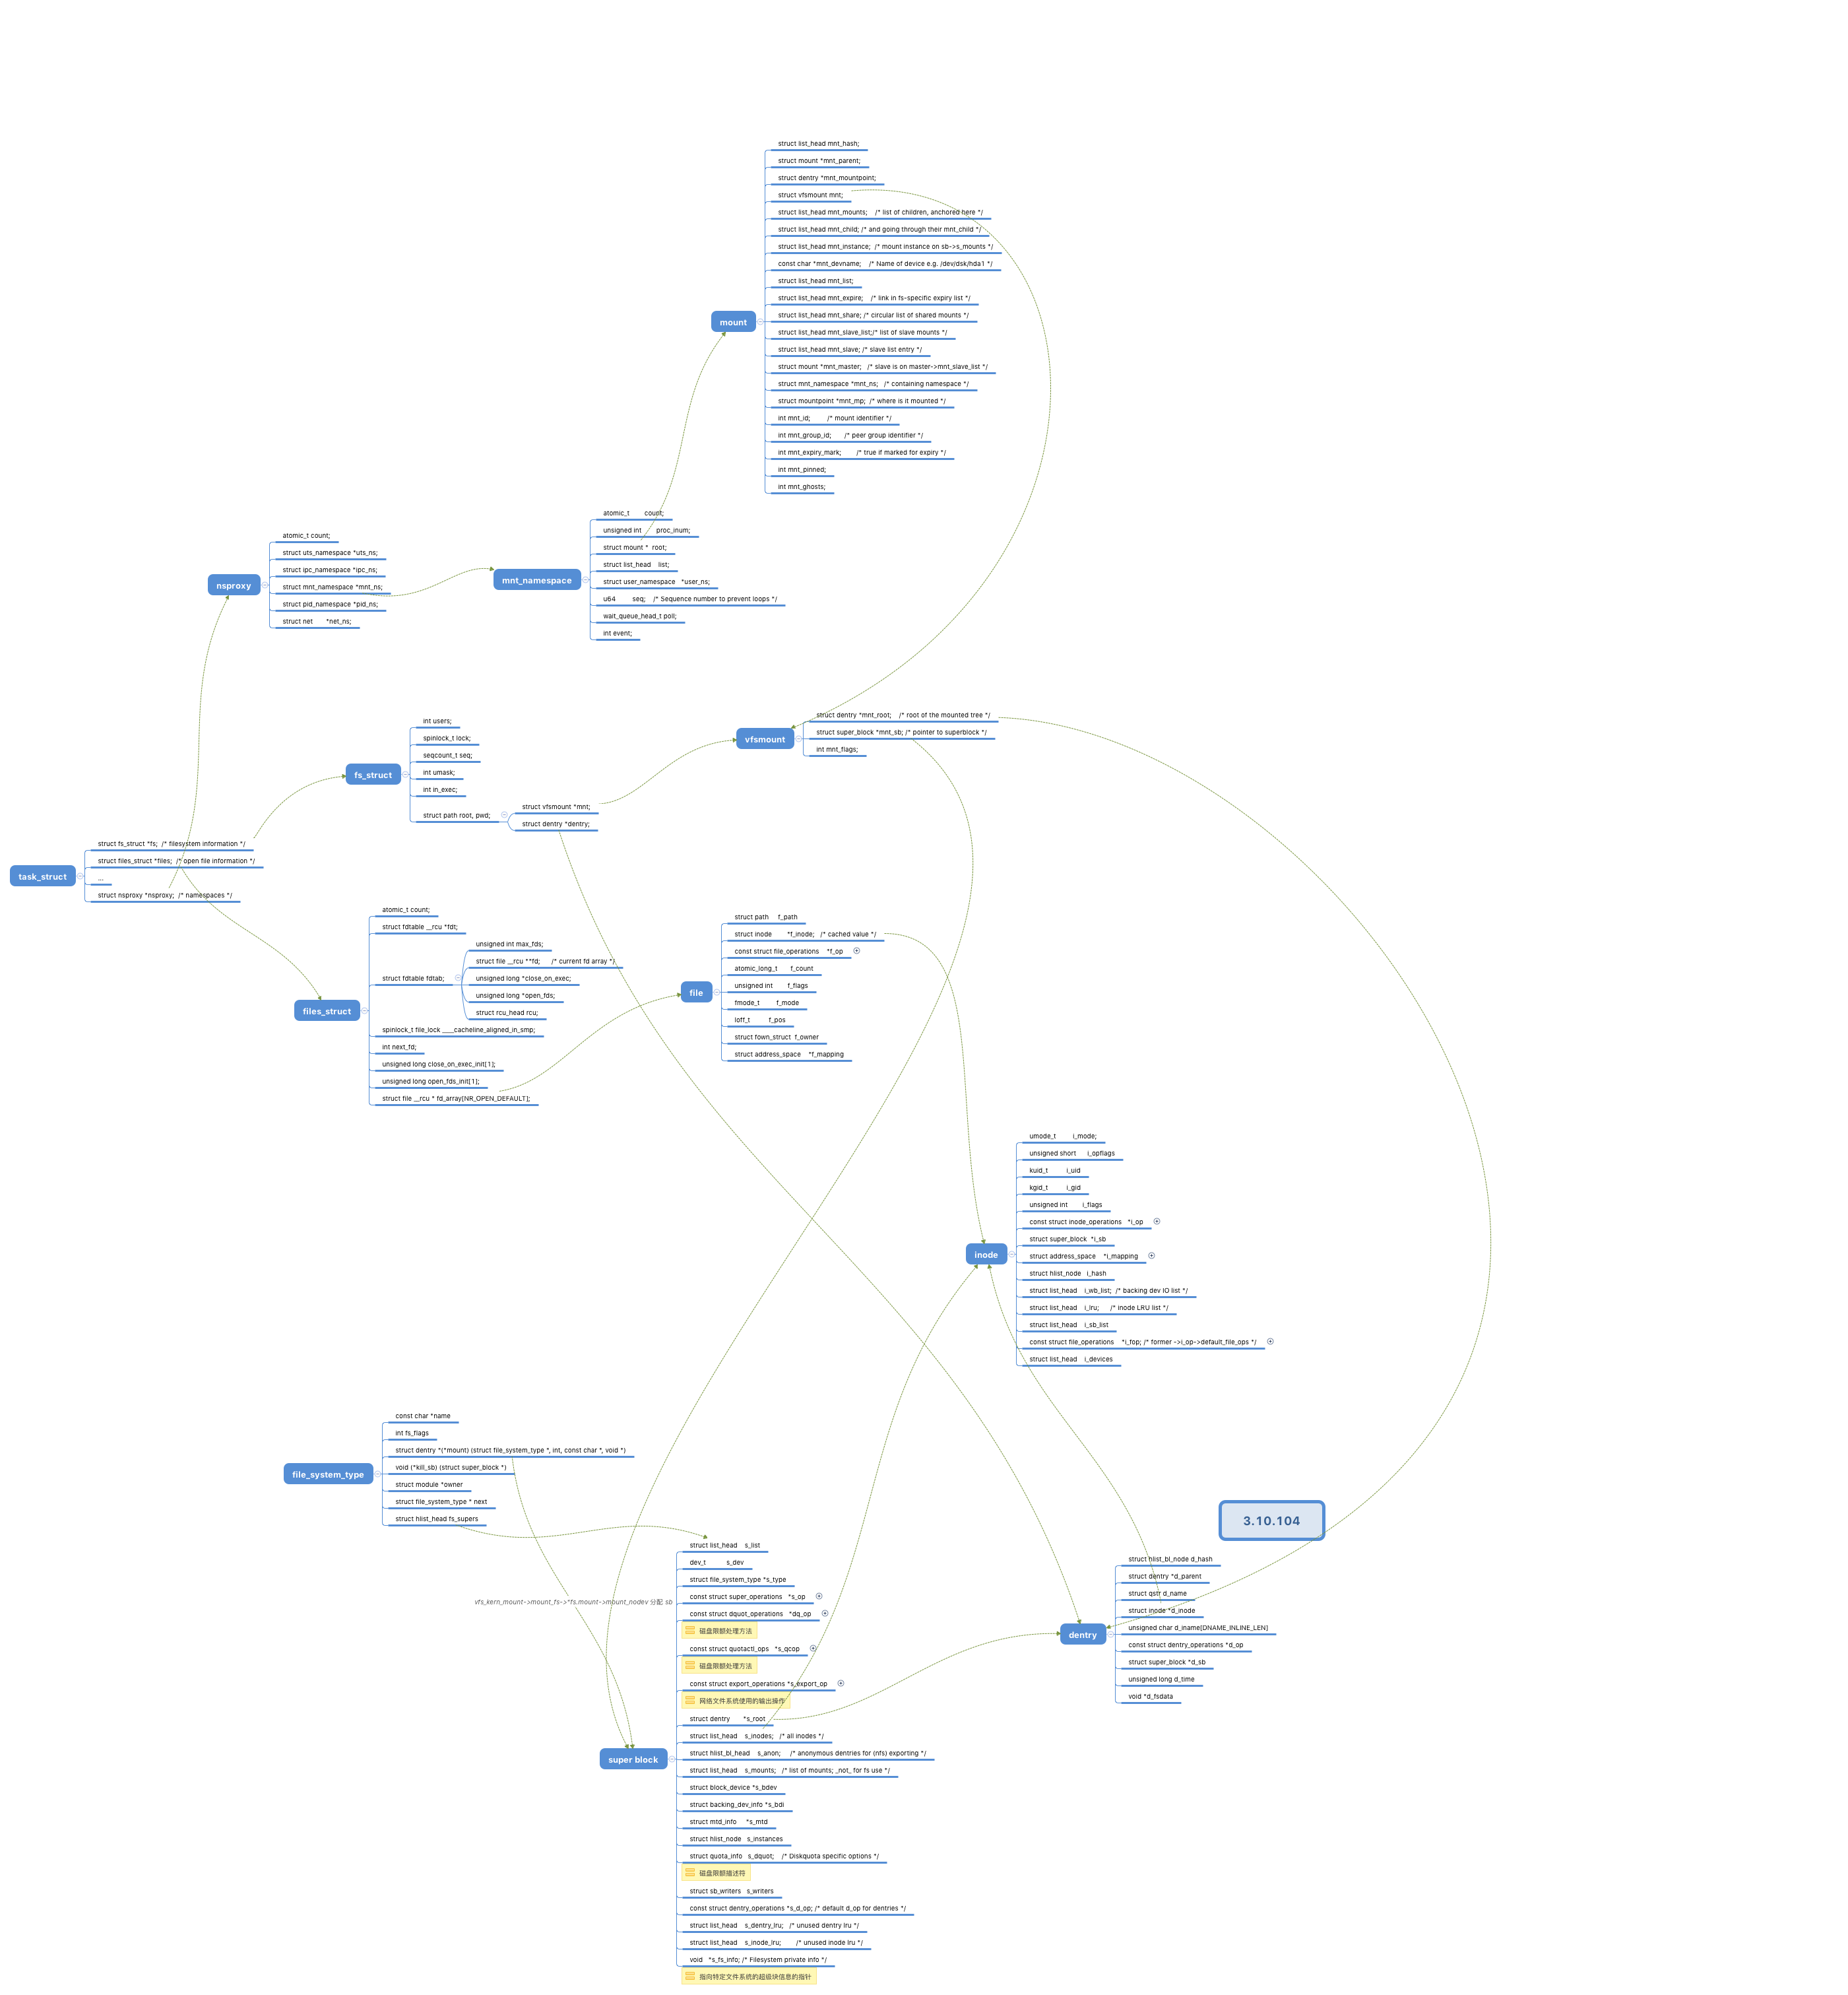 mount
struct list_head mnt_hash;
struct mount *mnt_parent;
struct dentry *mnt_mountpoint;
struct vfsmount mnt;
struct list_head mnt_mounts; /* list of children, anchored here */
struct list_head mnt_child; /* and going through their mnt_child */
struct list_head mnt_instance; /* mount instance on sb->s_mounts */
const char *mnt_devname; /* Name of device e.g. /dev/dsk/hda1 */
struct list_head mnt_list;
struct list_head mnt_expire; /* link in fs-specific expiry list */
struct list_head mnt_share; /* circular list of shared mounts */
struct list_head mnt_slave_list;/* list of slave mounts */
struct list_head mnt_slave; /* slave list entry */
struct mount *mnt_master; /* slave is on master->mnt_slave_list */
struct mnt_namespace *mnt_ns; /* containing namespace */
struct mountpoint *mnt_mp; /* where is it mounted */
int mnt_id; /* mount identifier */
int mnt_group_id; /* peer group identifier */
int mnt_expiry_mark; /* true if marked for expiry */
int mnt_pinned;
int mnt_ghosts;
nsproxy
atomic_t count;
struct uts_namespace *uts_ns;
struct ipc_namespace *ipc_ns;
struct mnt_namespace *mnt_ns;
struct pid_namespace *pid_ns;
struct net *net_ns;
mnt_namespace
atomic_t count;
unsigned int proc_inum;
struct mount * root;
struct list_head list;
struct user_namespace *user_ns;
u64 seq; /* Sequence number to prevent loops */
wait_queue_head_t poll;
int event;
vfsmount
struct dentry *mnt_root; /* root of the mounted tree */
struct super_block *mnt_sb; /* pointer to superblock */
int mnt_flags;
fs_struct
int users;
spinlock_t lock;
seqcount_t seq;
int umask;
int in_exec;
struct path root, pwd;
struct vfsmount *mnt;
struct dentry *dentry;
task_struct
struct fs_struct *fs; /* filesystem information */
struct files_struct *files; /* open file information */
...
struct nsproxy *nsproxy; /* namespaces */
files_struct
atomic_t count;
struct fdtable __rcu *fdt;
struct fdtable fdtab;
unsigned int max_fds;
struct file __rcu **fd; /* current fd array */
unsigned long *close_on_exec;
unsigned long *open_fds;
struct rcu_head rcu;
spinlock_t file_lock ____cacheline_aligned_in_smp;
int next_fd;
unsigned long close_on_exec_init[1];
unsigned long open_fds_init[1];
struct file __rcu * fd_array[NR_OPEN_DEFAULT];
file
struct path f_path
struct inode *f_inode; /* cached value */
const struct file_operations *f_op
atomic_long_t f_count
unsigned int f_flags
fmode_t f_mode
loff_t f_pos
struct fown_struct f_owner
struct address_space *f_mapping
inode
umode_t i_mode;
unsigned short i_opflags
kuid_t i_uid
kgid_t i_gid
unsigned int i_flags
const struct inode_operations *i_op
struct super_block *i_sb
struct address_space *i_mapping
struct hlist_node i_hash
struct list_head i_wb_list; /* backing dev IO list */
struct list_head i_lru; /* inode LRU list */
struct list_head i_sb_list
const struct file_operations *i_fop; /* former ->i_op->default_file_ops */
struct list_head i_devices
file_system_type
const char *name
int fs_flags
struct dentry *(*mount) (struct file_system_type *, int, const char *, void *)
void (*kill_sb) (struct super_block *)
struct module *owner
struct file_system_type * next
struct hlist_head fs_supers
3.10.104
vfs_kern_mount->mount_fs->*fs.mount->mount_nodev 分配 sb
dentry
struct hlist_bl_node d_hash
struct dentry *d_parent
struct qstr d_name
struct inode *d_inode
unsigned char d_iname[DNAME_INLINE_LEN]
const struct dentry_operations *d_op
struct super_block *d_sb
unsigned long d_time
void *d_fsdata
super block
struct list_head s_list
dev_t s_dev
struct file_system_type *s_type
const struct super_operations *s_op
const struct dquot_operations *dq_op
磁盘限额处理方法
const struct quotactl_ops *s_qcop
磁盘限额处理方法
const struct export_operations *s_export_op
网络文件系统使用的输出操作
struct dentry *s_root
struct list_head s_inodes; /* all inodes */
struct hlist_bl_head s_anon; /* anonymous dentries for (nfs) exporting */
struct list_head s_mounts; /* list of mounts; _not_ for fs use */
struct block_device *s_bdev
struct backing_dev_info *s_bdi
struct mtd_info *s_mtd
struct hlist_node s_instances
struct quota_info s_dquot; /* Diskquota specific options */
磁盘限额描述符
struct sb_writers s_writers
const struct dentry_operations *s_d_op; /* default d_op for dentries */
struct list_head s_dentry_lru; /* unused dentry lru */
struct list_head s_inode_lru; /* unused inode lru */
void *s_fs_info; /* Filesystem private info */
指向特定文件系统的超级块信息的指针